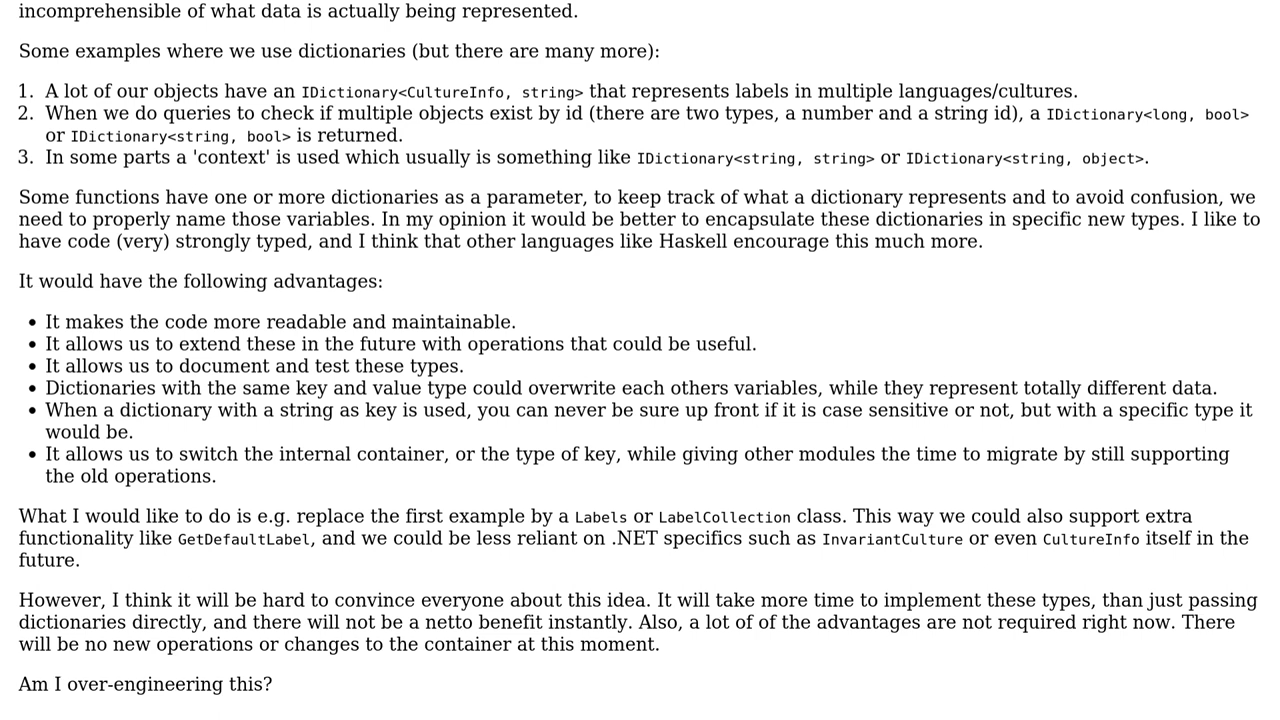 incomprehensible of what data is actually being represented.
Some examples where we use dictionaries (but there are many more):
1. A lot of our objects have an IDictionary<CultureInfo, string> that represents labels in multiple languages/cultures.
2. When we do queries to check if multiple objects exist by id (there are two types, a number and a string id), a IDictionary<long, bool>
or IDictionary<string, bool> is returned.
3. In some parts a 'context' is used which usually is something like IDictionary<string, string> or IDictionary<string, object>.
Some functions have one or more dictionaries as a parameter, to keep track of what a dictionary represents and to avoid confusion, we
need to properly name those variables. In my opinion it would be better to encapsulate these dictionaries in specific new types. I like to
have code (very) strongly typed, and I think that other languages like Haskell encourage this much more.
It would have the following advantages:
• It makes the code more readable and maintainable.
• It allows us to extend these in the future with operations that could be useful.
• It allows us to document and test these types.
• Dictionaries with the same key and value type could overwrite each others variables, while they represent totally different data.
• When a dictionary with a string as key is used, you can never be sure up front if it is case sensitive or not, but with a specific type it
would be.
• It allows us to switch the internal container, or the type of key, while giving other modules the time to migrate by still supporting
the old operations.
What I would like to do is e.g. replace the first example by a Labels or LabelCollection class. This way we could also support extra
functionality like GetDefaultLabel, and we could be less reliant on .NET specifics such as InvariantCulture or even CultureInfo itself in the
future.
However, I think it will be hard to convince everyone about this idea. It will take more time to implement these types, than just passing
dictionaries directly, and there will not be a netto benefit instantly. Also, a lot of of the advantages are not required right now. There
will be no new operations or changes to the container at this moment.
Am I over-engineering this?